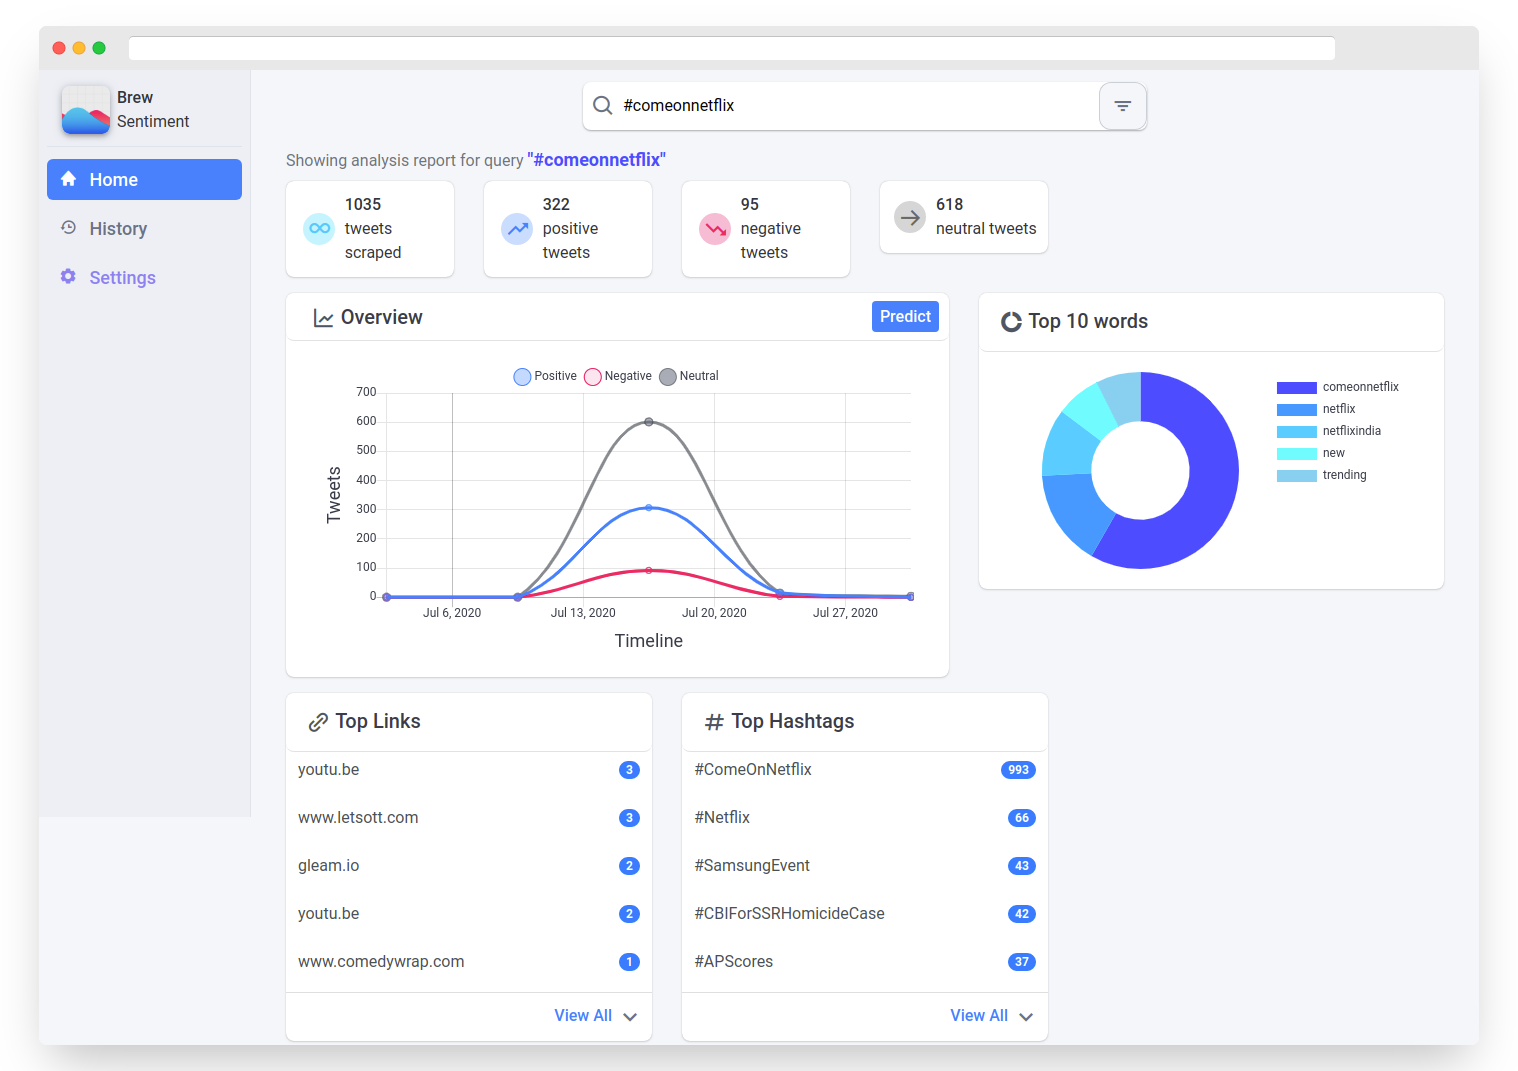 Brew
Sentiment
#comeonnetflix
Home
History
Settings
Showing analysis report for query "#comeonnetflix"
1035
tweets
scraped
322
positive
tweets
95
negative
tweets
618
neutral tweets
Overview
Predict
Positive Negative Neutral
700
600
500
400
300
200
100
0
Tweets
Jul 6, 2020 Jul 13, 2020 Jul 20, 2020 Jul 27, 2020
Timeline
Top 10 words
comeonnetflix
netflix
netflixindia
new
trending
Top Links
youtu.be 3
www.letsott.com 3
gleam.io 2
youtu.be 2
www.comedywrap.com 1
View All
Top Hashtags
#ComeOnNetflix 993
#Netflix 66
#SamsungEvent 43
#CBIForSSRHomicideCase 42
#APScores 37
View All